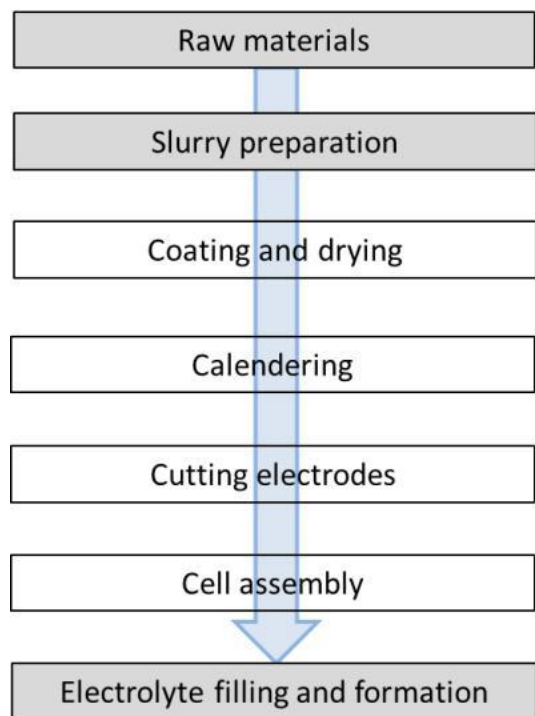 Raw materials
Slurry preparation
Coating and drying
Calendering
Cutting electrodes
Cell assembly
Electrolyte filling and formation